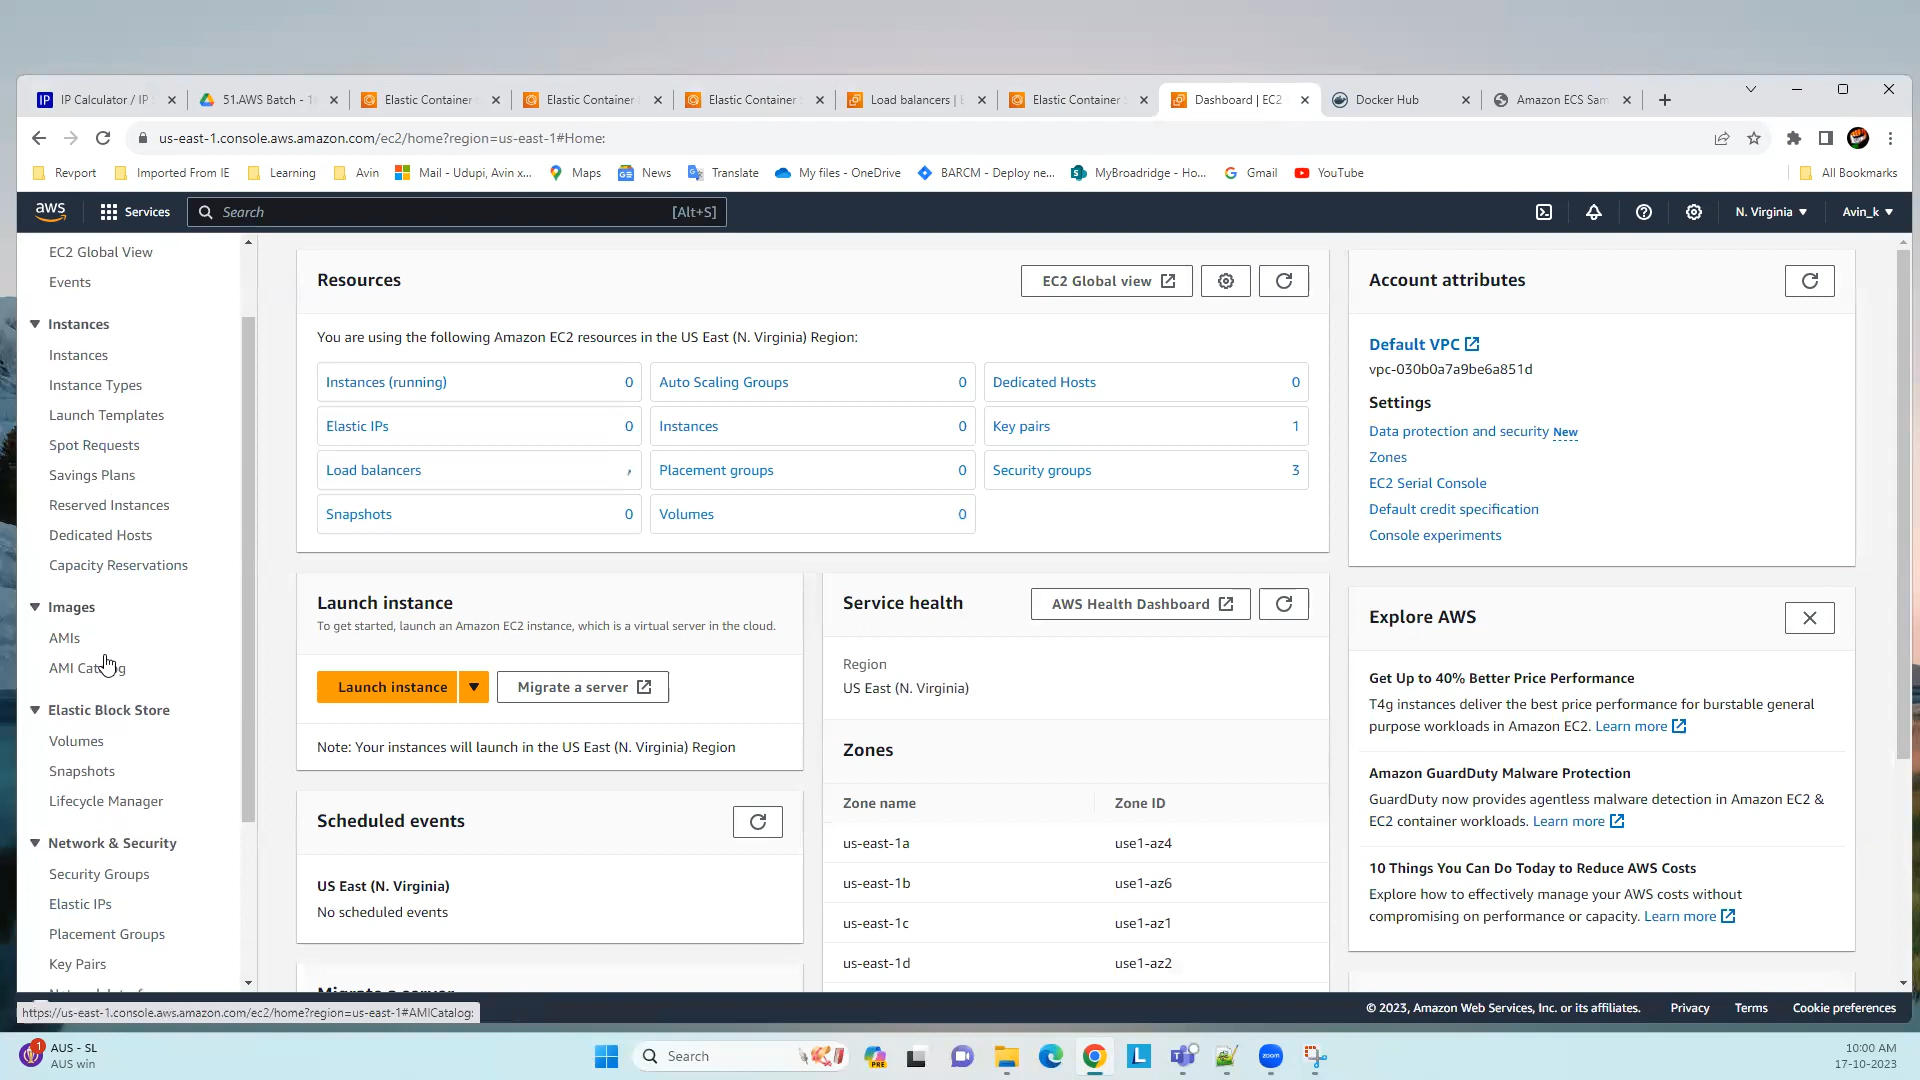 IP Calculator / IP
51.AWS Batch - 1
Elastic Container
Elastic Container
Elastic Container
Load balancers | E
Elastic Container
Dashboard | EC2
Docker Hub
Amazon ECS Sam
us-east-1.console.aws.amazon.com/ec2/home?region=us-east-1#Home:
Revport
Imported From IE
Learning
Avin
Mail - Udupi, Avin x...
Maps
News
Translate
My files - OneDrive
BARCM - Deploy ne...
MyBroadridge - Ho...
Gmail
YouTube
All Bookmarks
aws
Services
Search
[Alt+S]
N. Virginia
Avin_k
EC2 Global View
Events
Instances
Instances
Instance Types
Launch Templates
Spot Requests
Savings Plans
Reserved Instances
Dedicated Hosts
Capacity Reservations
Images
AMIs
AMI Catalog
Elastic Block Store
Volumes
Snapshots
Lifecycle Manager
Network & Security
Security Groups
Elastic IPs
Placement Groups
Key Pairs
Resources
EC2 Global view
You are using the following Amazon EC2 resources in the US East (N. Virginia) Region:
Instances (running) 0
Auto Scaling Groups 0
Dedicated Hosts 0
Elastic IPs 0
Instances 0
Key pairs 1
Load balancers
Placement groups 0
Security groups 3
Snapshots 0
Volumes 0
Launch instance
To get started, launch an Amazon EC2 instance, which is a virtual server in the cloud.
Launch instance
Migrate a server
Note: Your instances will launch in the US East (N. Virginia) Region
Scheduled events
US East (N. Virginia)
No scheduled events
Migrate a server
Service health
AWS Health Dashboard
Region
US East (N. Virginia)
Zones
Zone name Zone ID
us-east-1a use1-az4
us-east-1b use1-az6
us-east-1c use1-az1
us-east-1d use1-az2
Account attributes
Default VPC
vpc-030b0a7a9be6a851d
Settings
Data protection and security New
Zones
EC2 Serial Console
Default credit specification
Console experiments
Explore AWS
Get Up to 40% Better Price Performance
T4g instances deliver the best price performance for burstable general
purpose workloads in Amazon EC2. Learn more
Amazon GuardDuty Malware Protection
GuardDuty now provides agentless malware detection in Amazon EC2 &
EC2 container workloads. Learn more
10 Things You Can Do Today to Reduce AWS Costs
Explore how to effectively manage your AWS costs without
compromising on performance or capacity. Learn more
https://us-east-1.console.aws.amazon.com/ec2/home?region=us-east-1#AMICatalog:
© 2023, Amazon Web Services, Inc. or its affiliates.
Privacy
Terms
Cookie preferences
1
AUS - SL
AUS win
Search
PRE
L
zoom
10:00 AM
17-10-2023